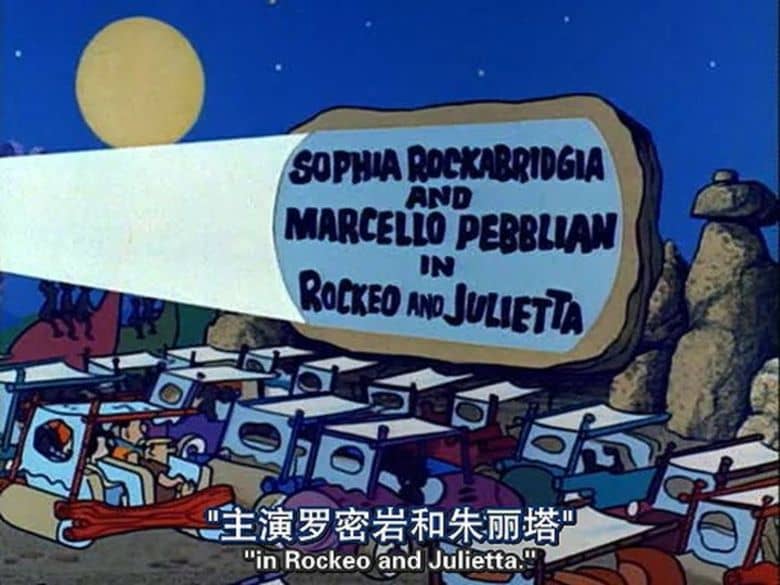 SOPHIA ROCKABRIDGIA
AND
MARCELLO PEBBLIAN
IN
ROCKEO AND JULIETTA
"主演罗密岩和朱丽塔"
"in Rockeo and Julietta."